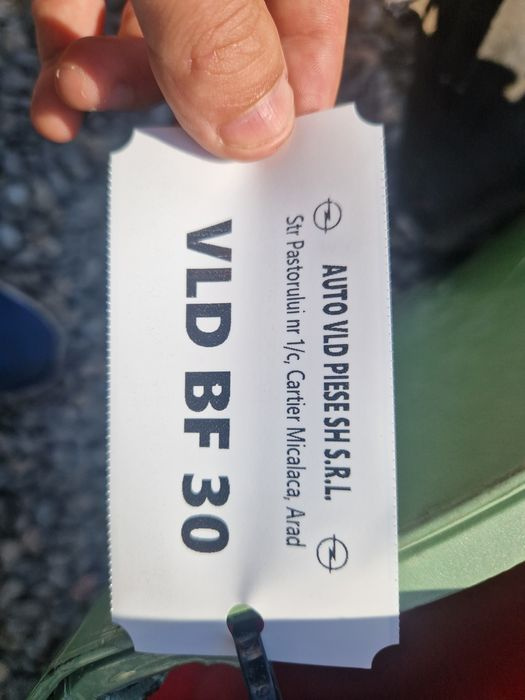 AUTO VLD PIESE SH S.R.L.
Str Pastorului nr 1/c, Cartier Micalaca, Arad
VLD BF 30